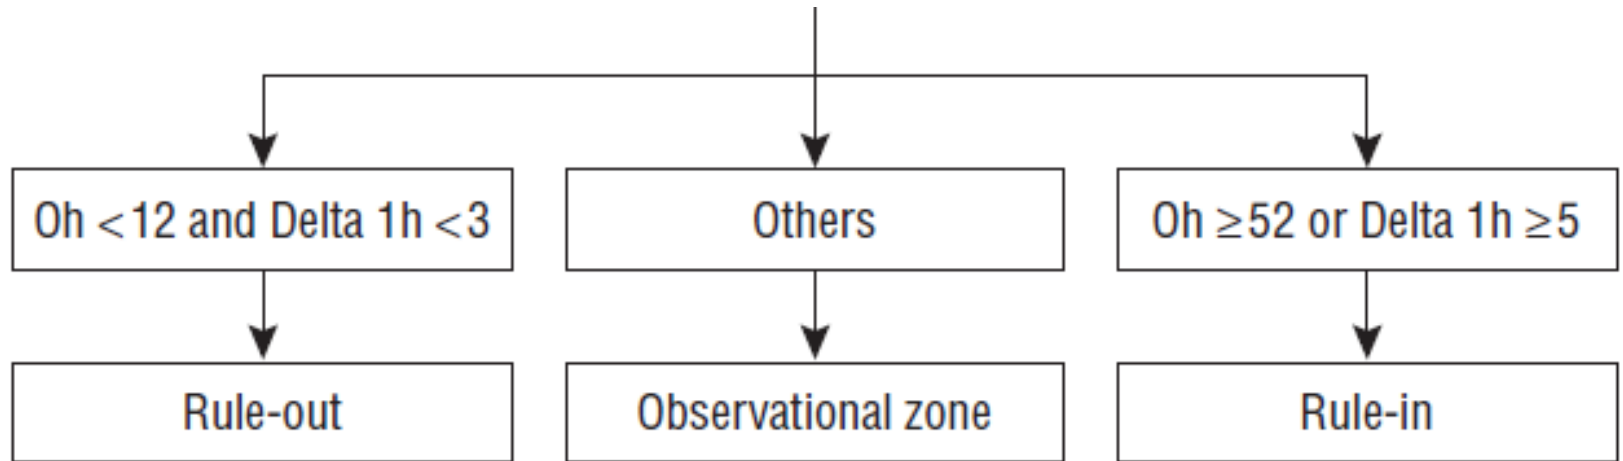 Oh <12 and Delta 1h <3
Others
Oh ≥52 or Delta 1h ≥5
Rule-out
Observational zone
Rule-in